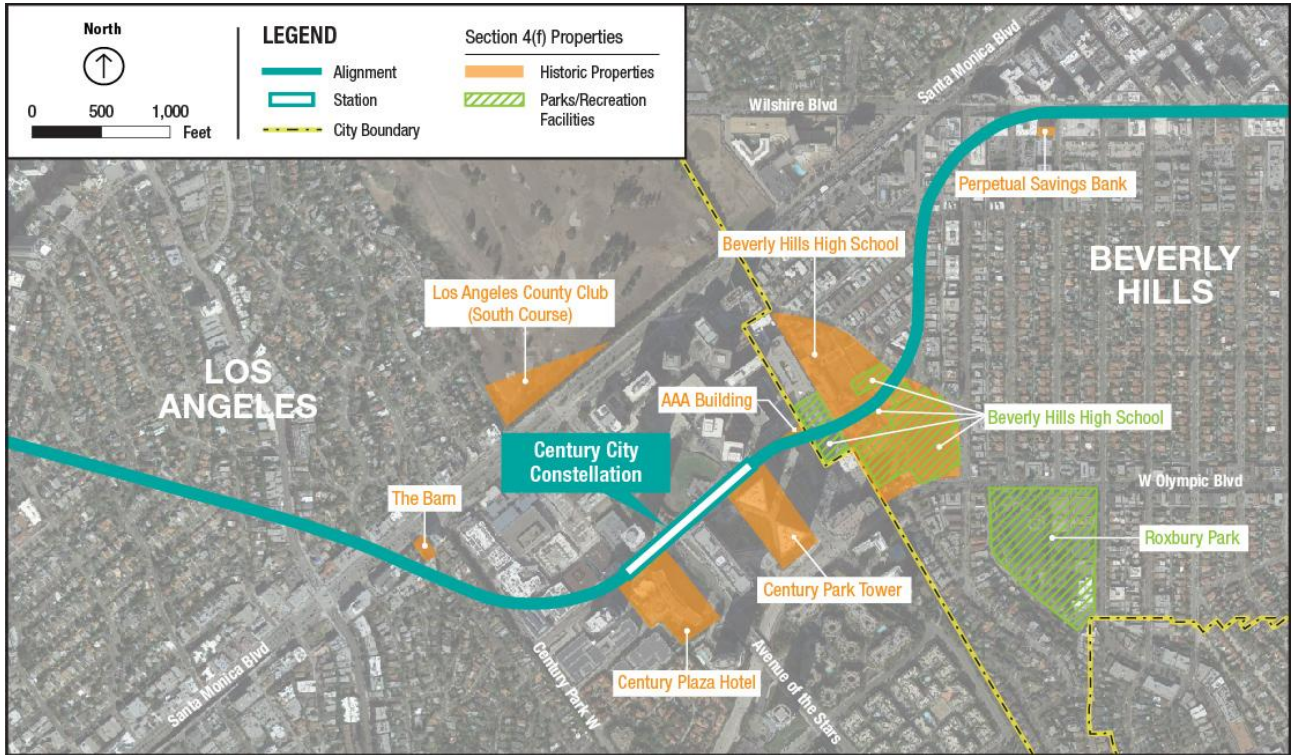 North
0 500 1,000
Feet
LEGEND
Alignment
Station
City Boundary
Section 4(f) Properties
Historic Properties
Parks/Recreation
Facilities
Santa Monica Blvd
Wilshire Blvd
Perpetual Savings Bank
Beverly Hills High School
BEVERLY
HILLS
Los Angeles County Club
(South Course)
LOS
ANGELES
AAA Building
Beverly Hills High School
Century City
Constellation
W Olympic Blvd
The Barn
Roxbury Park
Century Park Tower
Century Plaza Hotel
Santa Monica Blvd
Century Park W
Avenue of the Stars